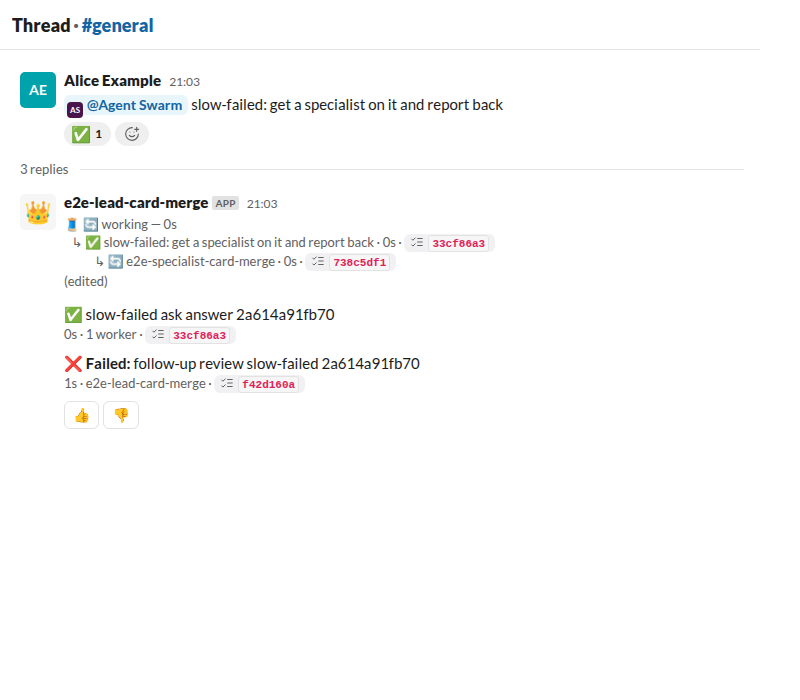 Thread · #general
AE
Alice Example 21:03
AS @Agent Swarm slow-failed: get a specialist on it and report back
✅ 1
3 replies
e2e-lead-card-merge APP 21:03
🧵 🔄 working — 0s
↳ ✅ slow-failed: get a specialist on it and report back · 0s · 33cf86a3
↳ 🔄 e2e-specialist-card-merge · 0s · 738c5df1
(edited)
✅ slow-failed ask answer 2a614a91fb70
0s · 1 worker · 33cf86a3
❌ Failed: follow-up review slow-failed 2a614a91fb70
1s · e2e-lead-card-merge · f42d160a
👍 👎